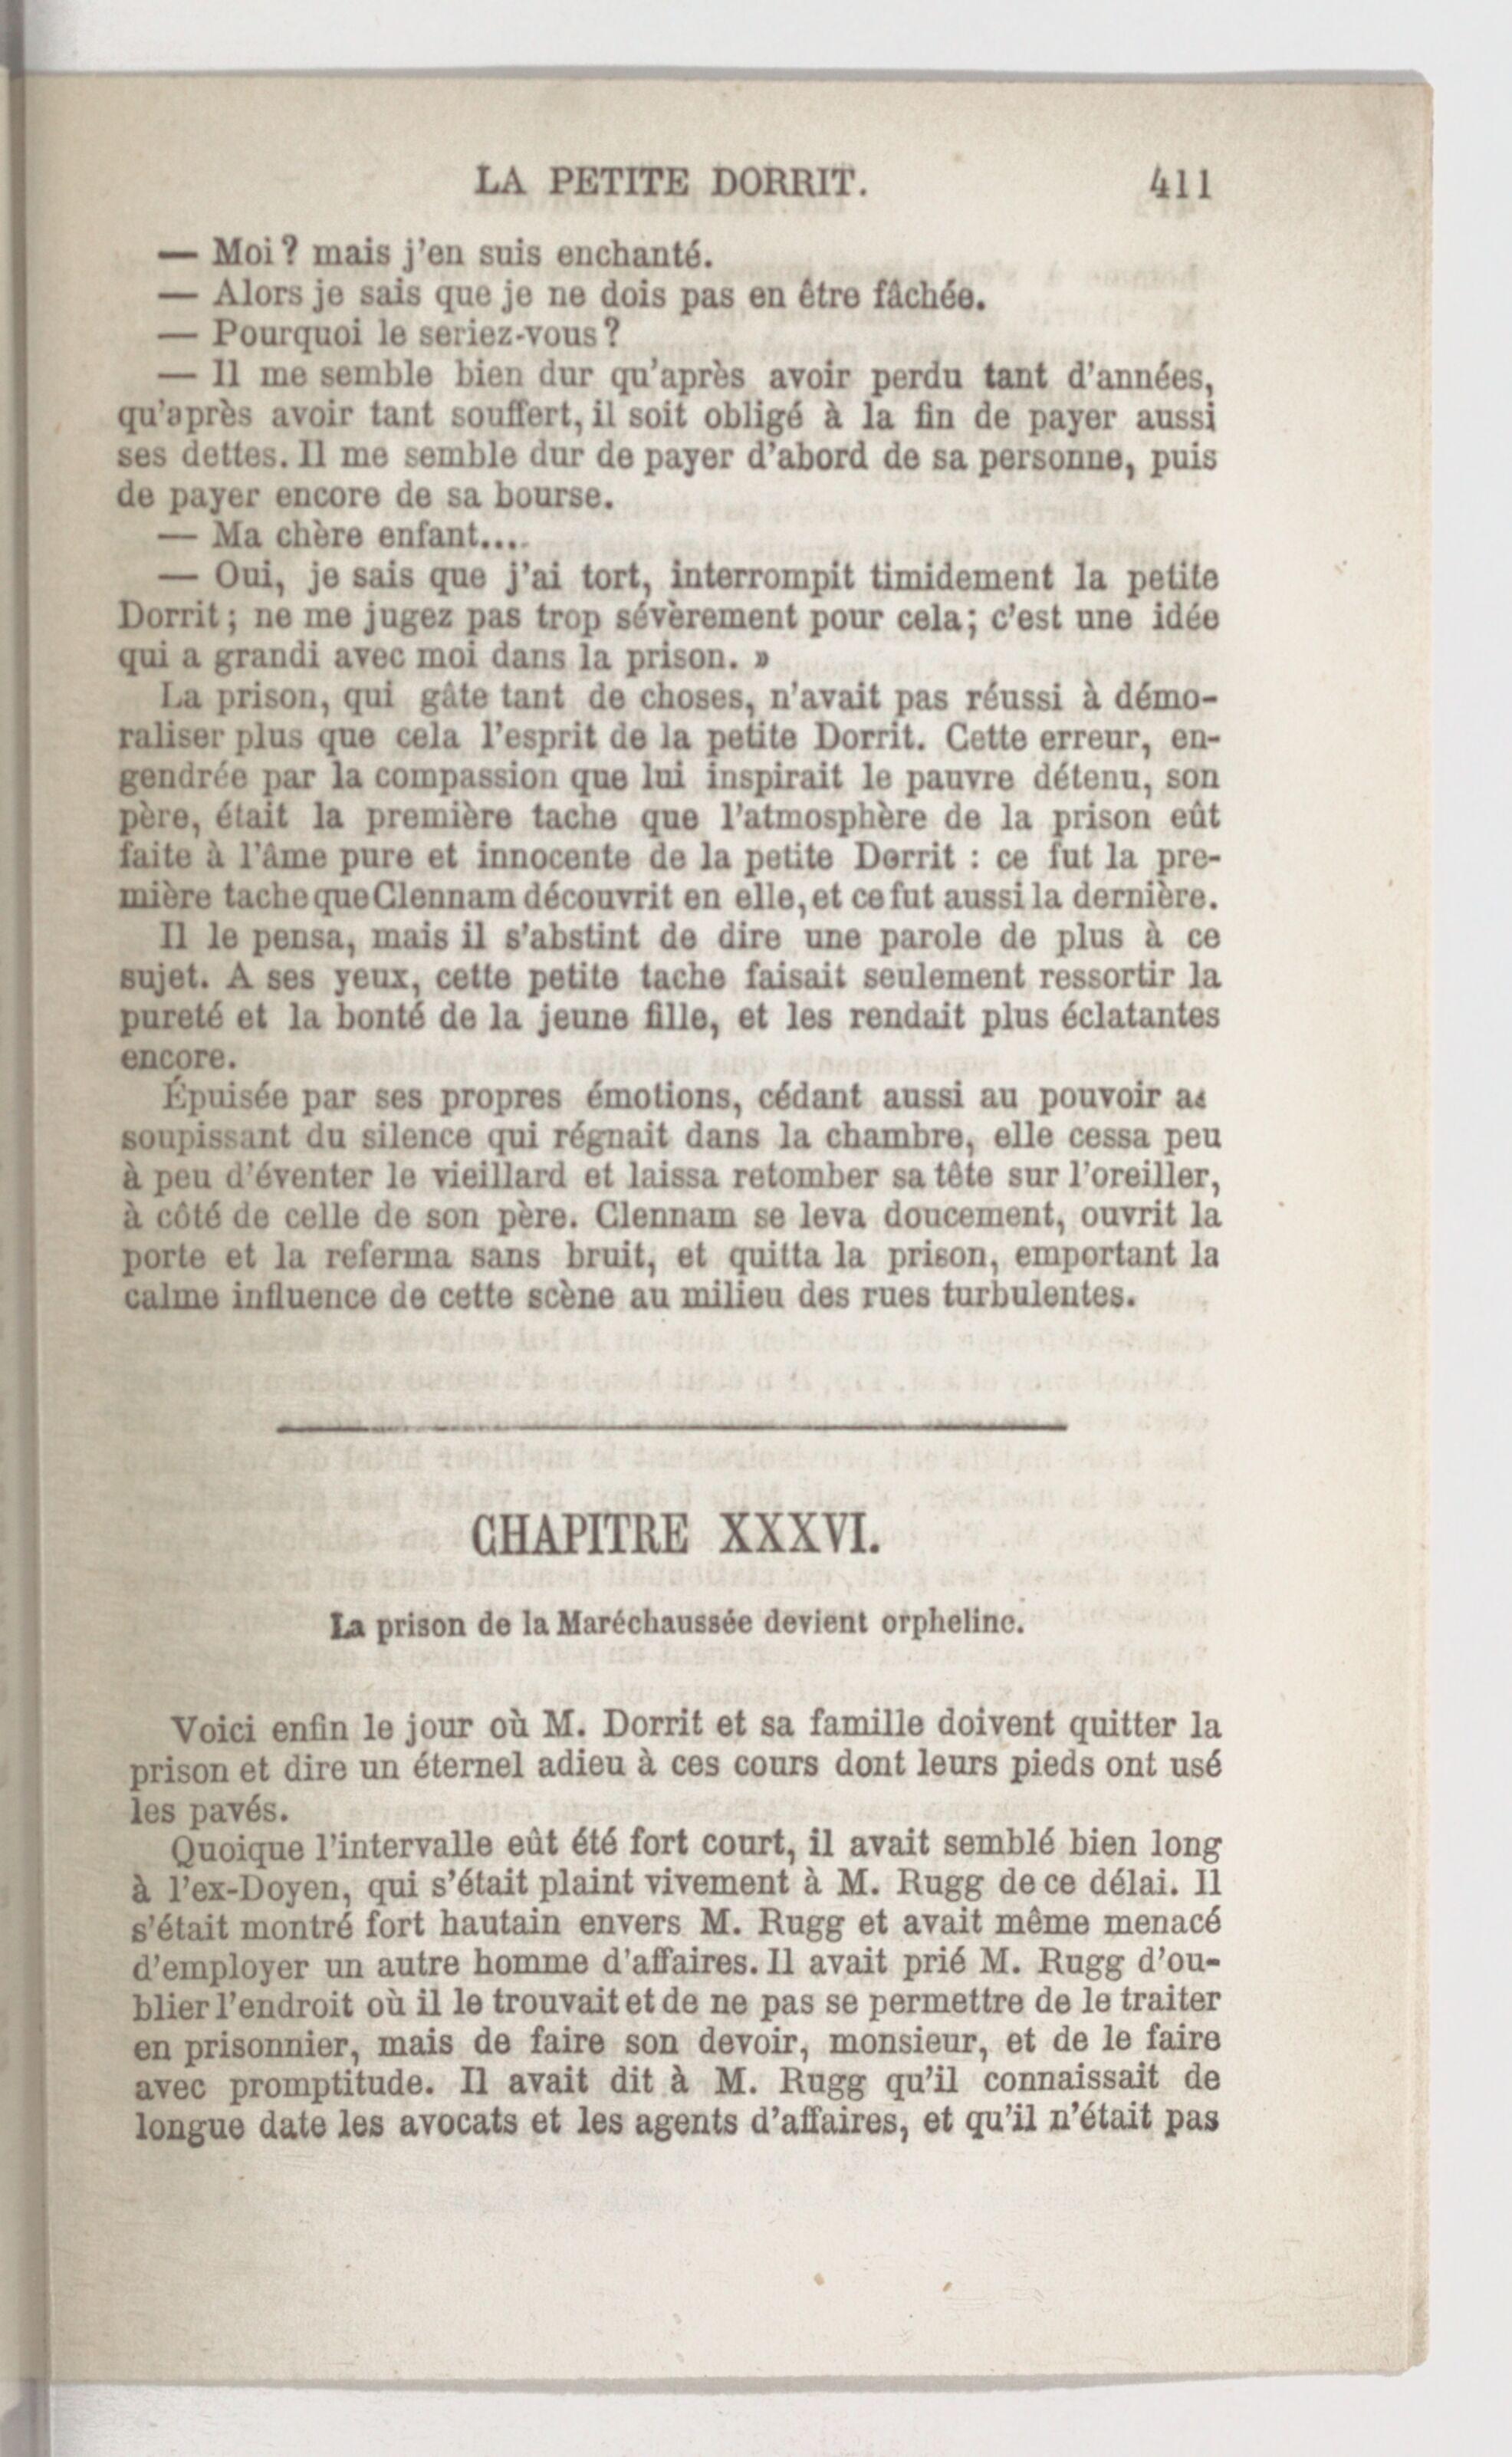 LA PETITE DORRIT. 411
— Moi ? mais j'en suis enchanté.
— Alors je sais que je ne dois pas en être fâchée.
— Pourquoi le seriez-vous ?
— Il me semble bien dur qu'après avoir perdu tant d'années,
qu'après avoir tant souffert, il soit obligé à la fin de payer aussi
ses dettes. Il me semble dur de payer d'abord de sa personne, puis
de payer encore de sa bourse.
— Ma chère enfant....
— Oui, je sais que j'ai tort, interrompit timidement la petite
Dorrit ; ne me jugez pas trop sévèrement pour cela ; c'est une idée
qui a grandi avec moi dans la prison. »
La prison, qui gâte tant de choses, n'avait pas réussi à démo-
raliser plus que cela l'esprit de la petite Dorrit. Cette erreur, en-
gendrée par la compassion que lui inspirait le pauvre détenu, son
père, était la première tache que l'atmosphère de la prison eût
faite à l'âme pure et innocente de la petite Dorrit : ce fut la pre-
mière tache que Clennam découvrit en elle, et ce fut aussi la dernière.
Il le pensa, mais il s'abstint de dire une parole de plus à ce
sujet. A ses yeux, cette petite tache faisait seulement ressortir la
pureté et la bonté de la jeune fille, et les rendait plus éclatantes
encore.
Épuisée par ses propres émotions, cédant aussi au pouvoir as
soupissant du silence qui régnait dans la chambre, elle cessa peu
à peu d'éventer le vieillard et laissa retomber sa tête sur l'oreiller,
à côté de celle de son père. Clennam se leva doucement, ouvrit la
porte et la referma sans bruit, et quitta la prison, emportant la
calme influence de cette scène au milieu des rues turbulentes.
CHAPITRE XXXVI.
La prison de la Maréchaussée devient orpheline.
Voici enfin le jour où M. Dorrit et sa famille doivent quitter la
prison et dire un éternel adieu à ces cours dont leurs pieds ont usé
les pavés.
Quoique l'intervalle eût été fort court, il avait semblé bien long
à l'ex-Doyen, qui s'était plaint vivement à M. Rugg de ce délai. Il
s'était montré fort hautain envers M. Rugg et avait même menacé
d'employer un autre homme d'affaires. Il avait prié M. Rugg d'ou-
blier l'endroit où il le trouvait et de ne pas se permettre de le traiter
en prisonnier, mais de faire son devoir, monsieur, et de le faire
avec promptitude. Il avait dit à M. Rugg qu'il connaissait de
longue date les avocats et les agents d'affaires, et qu'il n'était pas